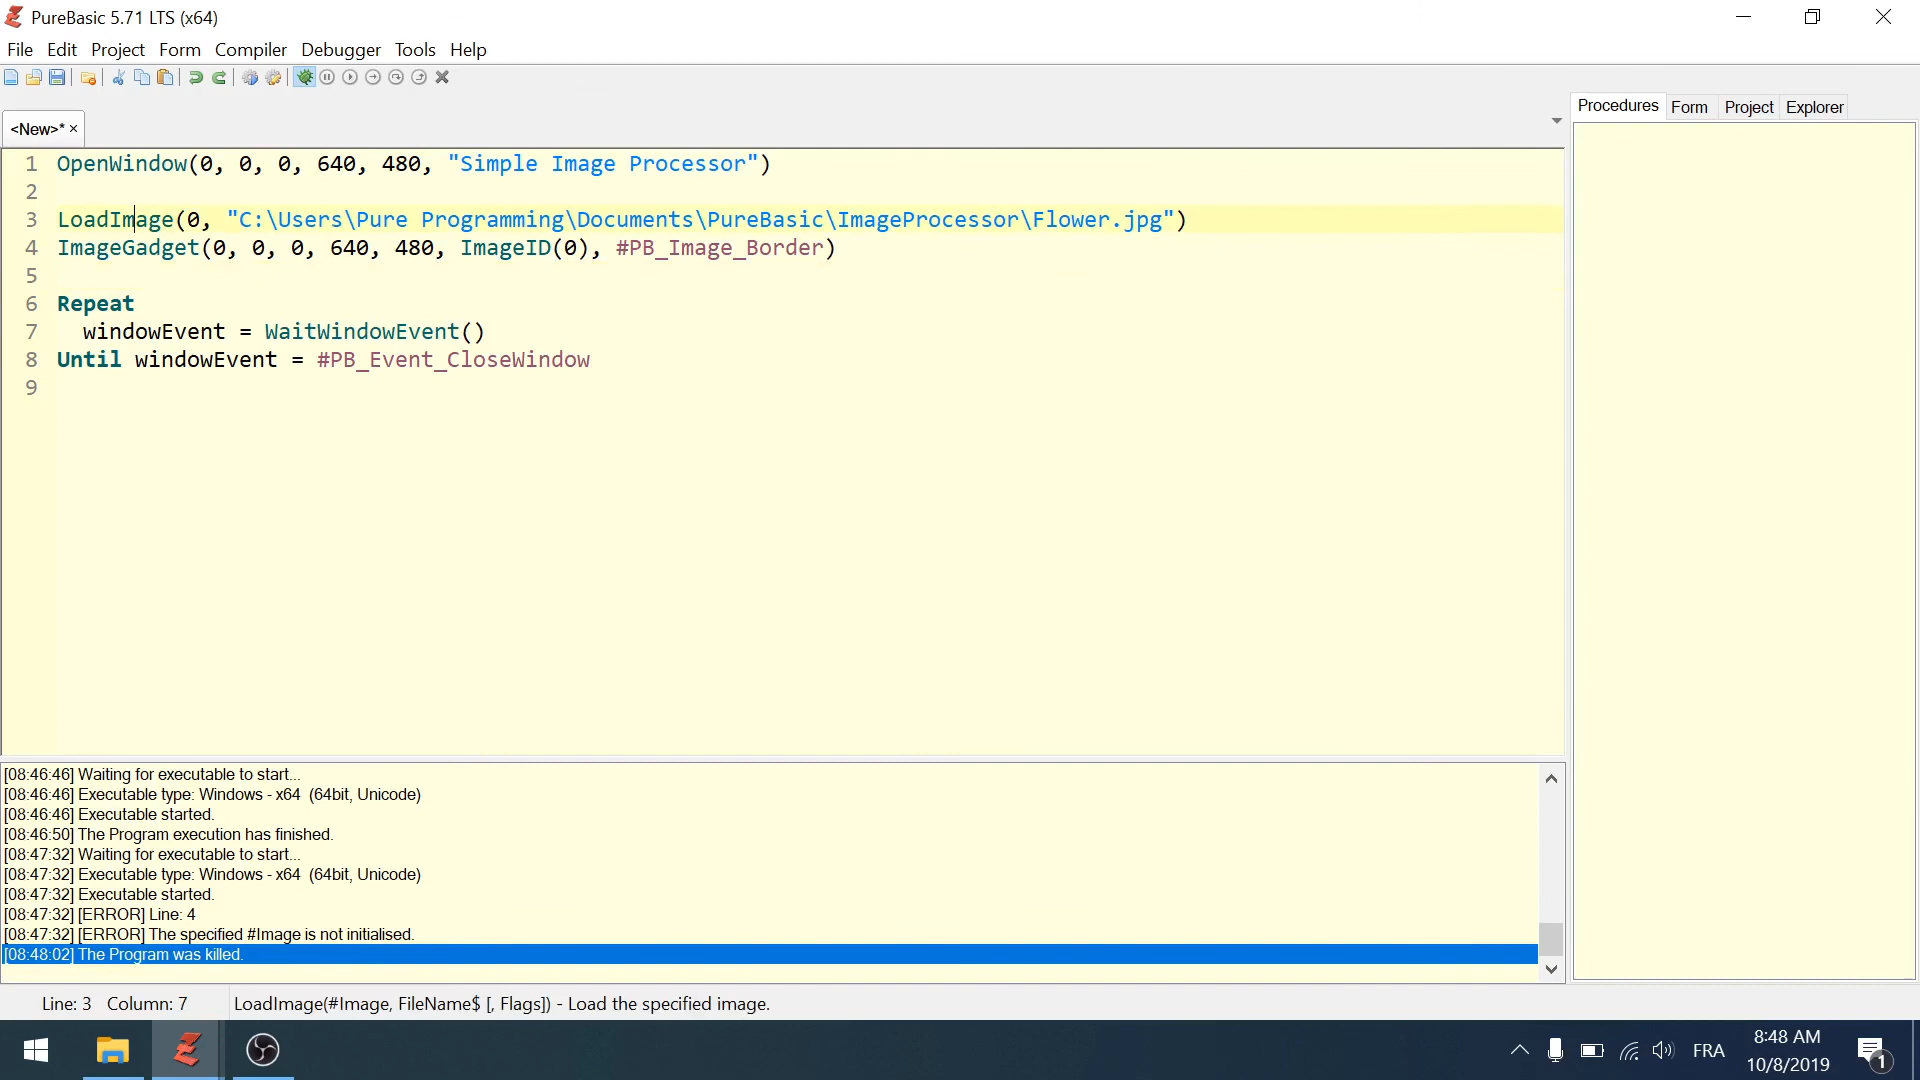 PureBasic 5.71 LTS (x64)
File Edit Project Form Compiler Debugger Tools Help
<New>* ×
Procedures Form Project Explorer
1 OpenWindow(0, 0, 0, 640, 480, "Simple Image Processor")
2
3 LoadImage(0, "C:\Users\Pure Programming\Documents\PureBasic\ImageProcessor\Flower.jpg")
4 ImageGadget(0, 0, 0, 640, 480, ImageID(0), #PB_Image_Border)
5
6 Repeat
7 windowEvent = WaitWindowEvent()
8 Until windowEvent = #PB_Event_CloseWindow
9
[08:46:46] Waiting for executable to start...
[08:46:46] Executable type: Windows - x64 (64bit, Unicode)
[08:46:46] Executable started.
[08:46:50] The Program execution has finished.
[08:47:32] Waiting for executable to start...
[08:47:32] Executable type: Windows - x64 (64bit, Unicode)
[08:47:32] Executable started.
[08:47:32] [ERROR] Line: 4
[08:47:32] [ERROR] The specified #Image is not initialised.
[08:48:02] The Program was killed.
Line: 3 Column: 7 LoadImage(#Image, FileName$ [, Flags]) - Load the specified image.
FRA
8:48 AM
10/8/2019
1